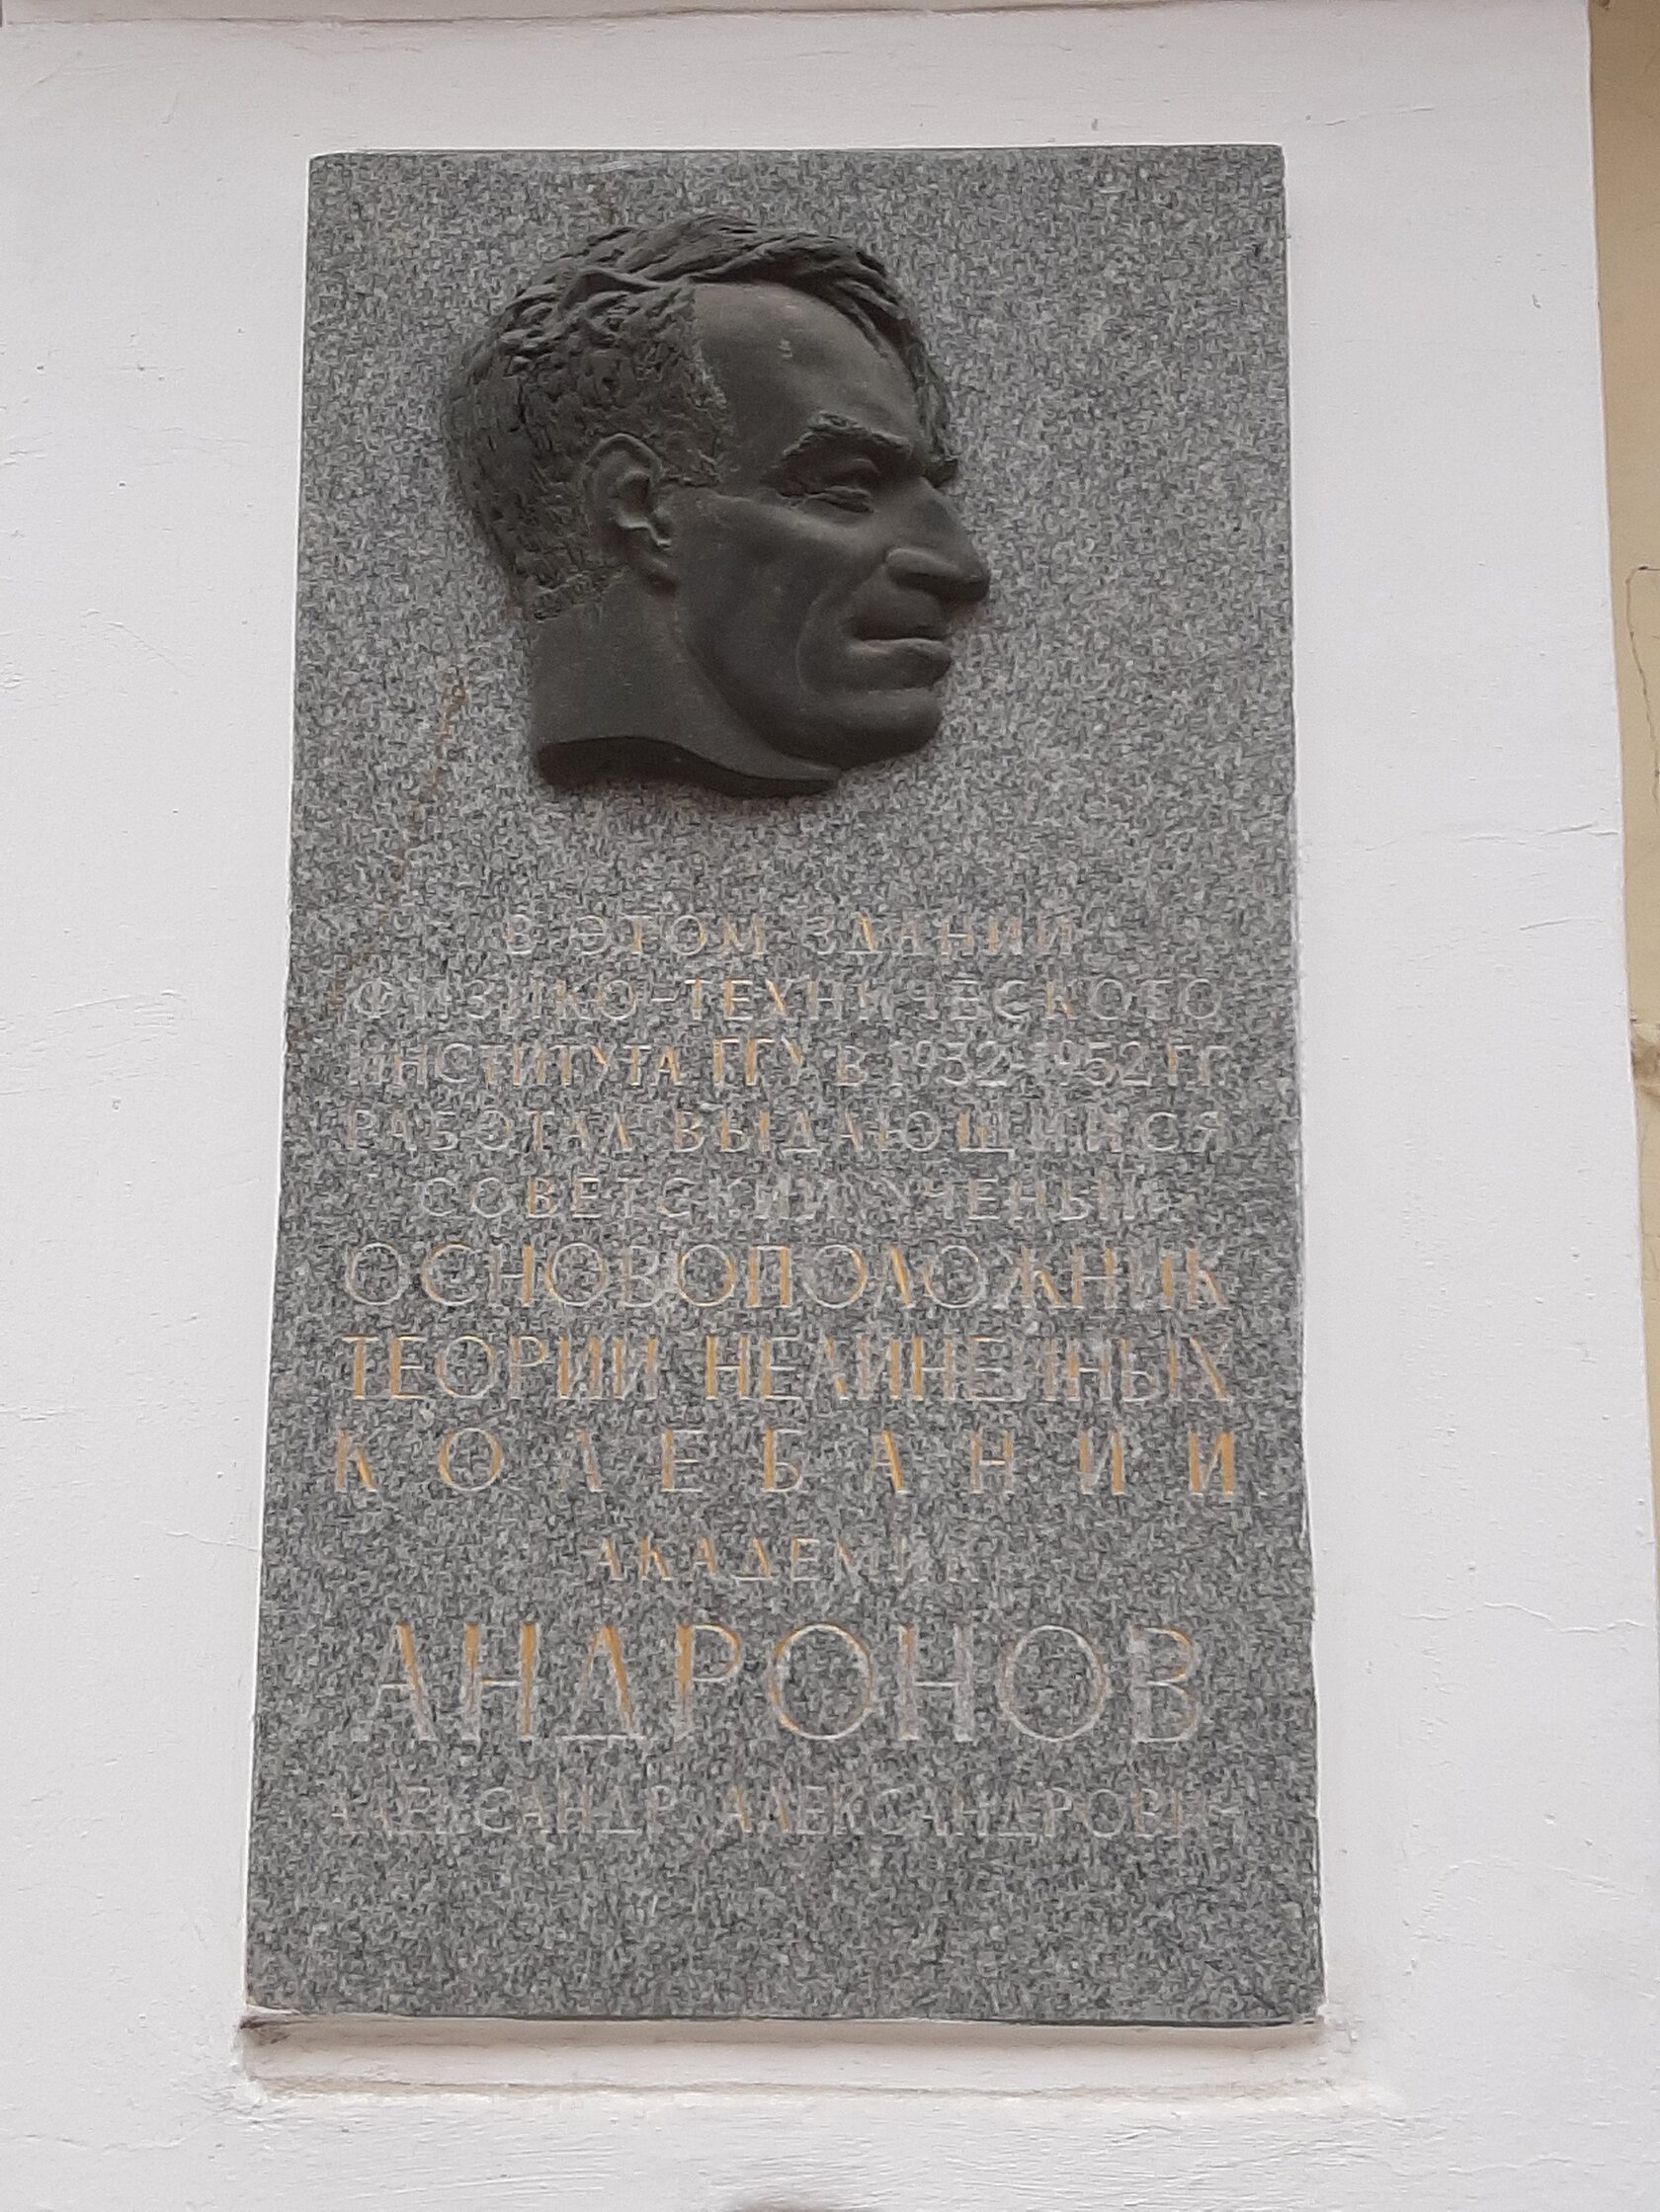 В ЭТОМ ЗДАНИИ
ФИЗИКО-ТЕХНИЧЕСКОГО
ИНСТИТУТА ГГУ В 1932-1952 ГГ
РАБОТАЛ ВЫДАЮЩИЙСЯ
СОВЕТСКИЙ УЧЕНЫЙ
ОСНОВОПОЛОЖНИК
ТЕОРИИ НЕЛИНЕЙНЫХ
КОЛЕБАНИЙ
АКАДЕМИК
АНДРОНОВ
АЛЕКСАНДР АЛЕКСАНДРОВИЧ